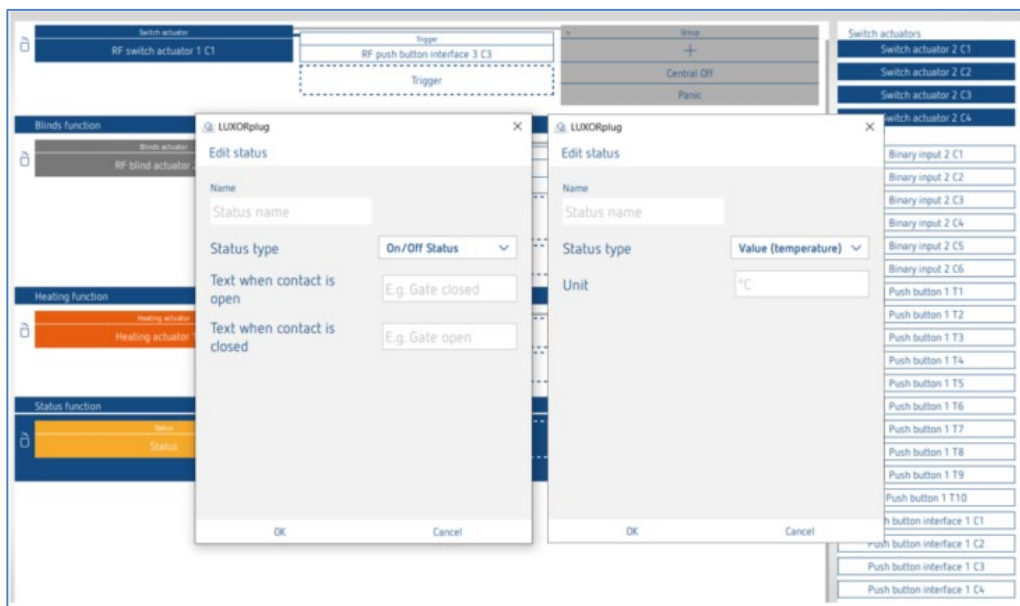 Switch actuator
RF switch actuator 1 C1
Trigger
RF push button interface 3 C3
Trigger
Group
+
Central Off
Panic
Switch actuators
Switch actuator 2 C1
Switch actuator 2 C2
Switch actuator 2 C3
Switch actuator 2 C4
Blinds function
Blinds actuator
RF blind actuator
Heating function
Heating actuator
Heating actuator 1
Status function
Status
Status
LUXORplug
Edit status
Name
Status name
Status type
On/Off Status
Text when contact is
open
E.g. Gate closed
Text when contact is
closed
E.g. Gate open
OK
Cancel
LUXORplug
Edit status
Name
Status name
Status type
Value (temperature)
Unit
°C
OK
Cancel
Binary input 2 C1
Binary input 2 C2
Binary input 2 C3
Binary input 2 C4
Binary input 2 C5
Binary input 2 C6
Push button 1 T1
Push button 1 T2
Push button 1 T3
Push button 1 T4
Push button 1 T5
Push button 1 T6
Push button 1 T7
Push button 1 T8
Push button 1 T9
Push button 1 T10
button interface 1 C1
Push button interface 1 C2
Push button interface 1 C3
Push button interface 1 C4